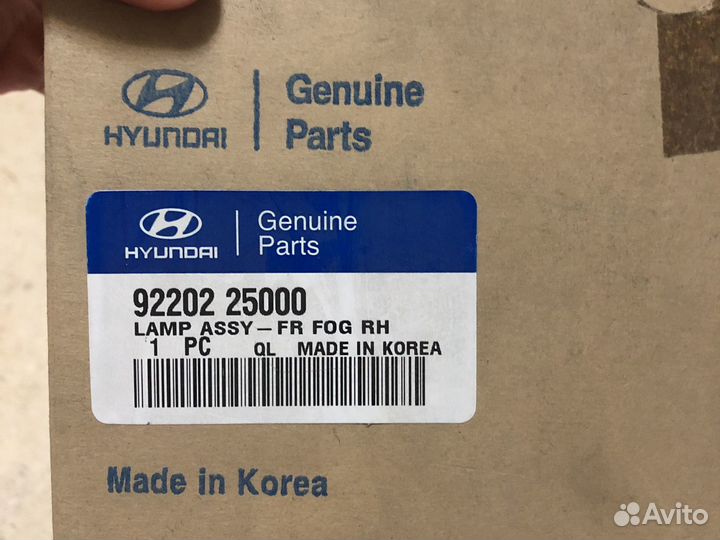 HYUNDAI
Genuine
Parts
HYUNDAI
Genuine
Parts
92202 25000
LAMP ASSY-FR FOG RH
1 PC QL MADE IN KOREA
Made in Korea
Avito